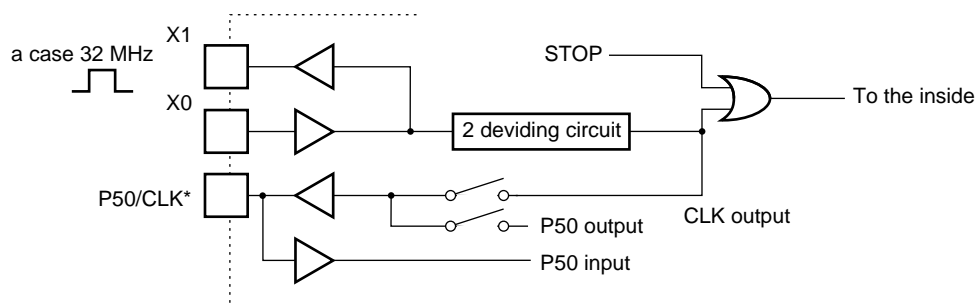 X1
a case 32 MHz
STOP
To the inside
X0
2 deviding circuit
P50/CLK*
CLK output
P50 output
P50 input